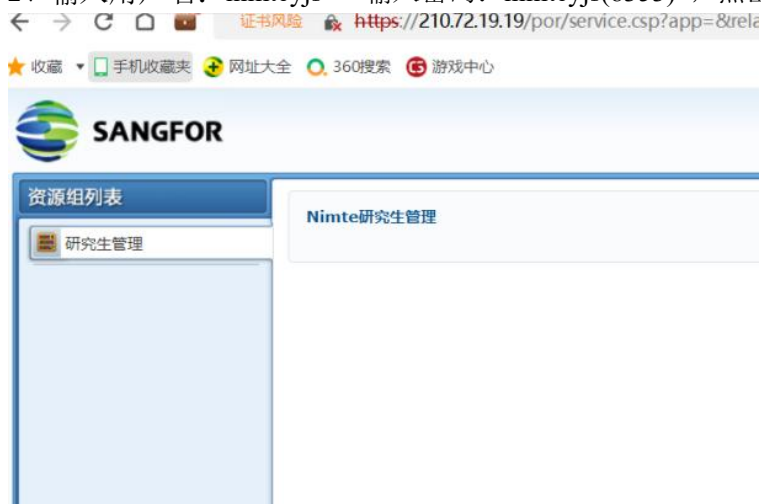 证书风险 https://210.72.19.19/por/service.csp?app=&rela
收藏 手机收藏夹 网址大全 360搜索 游戏中心
SANGFOR
资源组列表
研究生管理
Nimte研究生管理